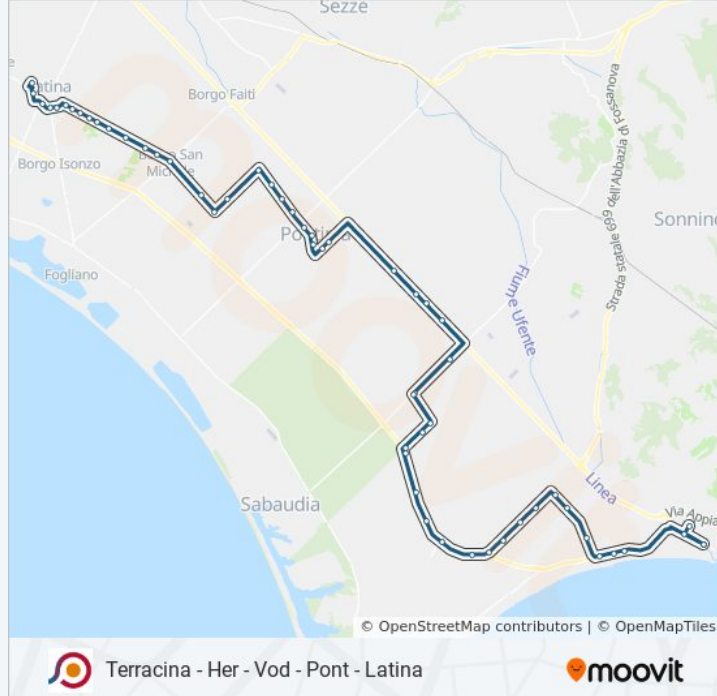 Sezze
Latina
Borgo Faiti
Borgo Isonzo
Borgo San
Michele
Strada statale 699 dell'Abbazia di Fossanova
Sonnino
Pontinia
Fogliano
Fiume Ufente
Sabaudia
Linea
Via Appia
© OpenStreetMap contributors | © OpenMapTiles
Terracina - Her - Vod - Pont - Latina
moovit